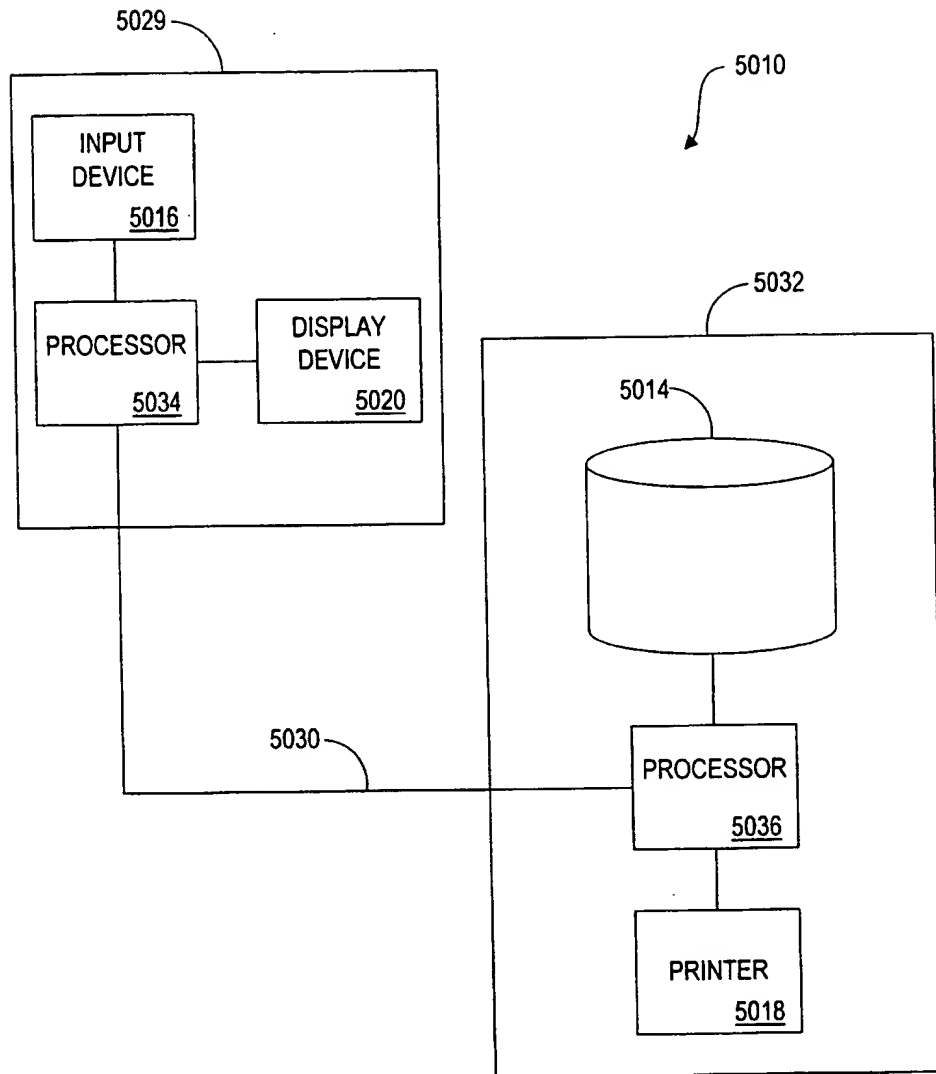 5029
5010
INPUT
DEVICE
5016
PROCESSOR
5034
DISPLAY
DEVICE
5020
5032
5014
5030
PROCESSOR
5036
PRINTER
5018